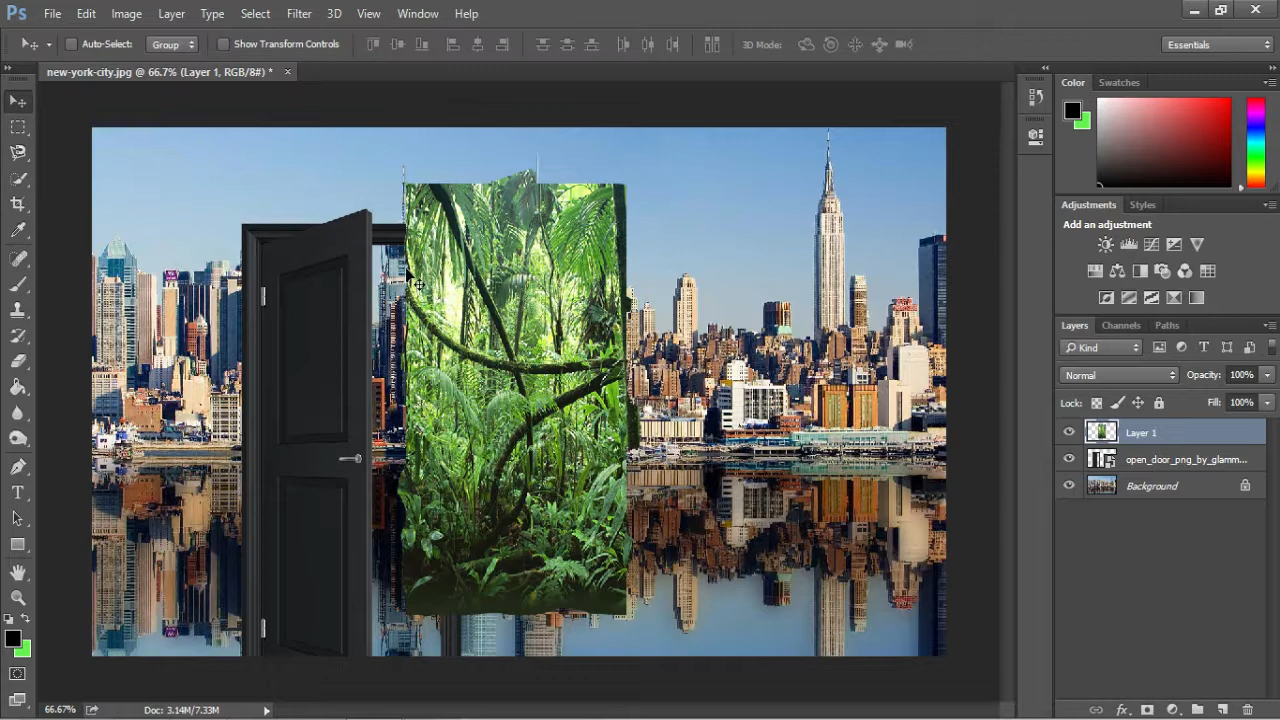 Ps File Edit Image Layer Type Select Filter 3D View Window Help
Auto-Select: Group Show Transform Controls 3D Mode: Essentials
new-york-city.jpg @ 66.7% (Layer 1, RGB/8#) * ×
Color Swatches
Adjustments Styles
Add an adjustment
Layers Channels Paths
Kind
Normal Opacity: 100%
Lock: Fill: 100%
Layer 1
open_door_png_by_glamm...
Background
66.67% Doc: 3.14M/7.33M